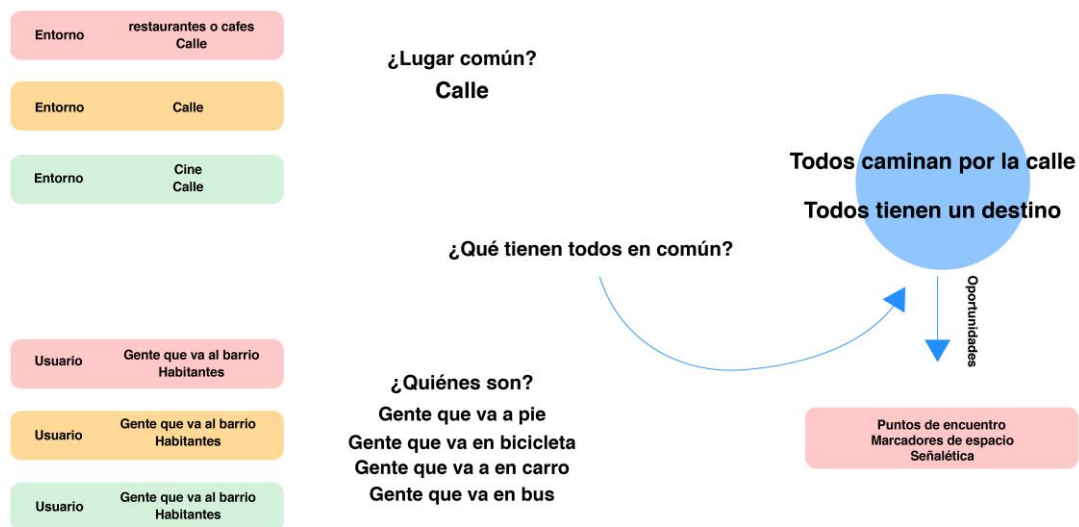 Entorno
restaurantes o cafes
Calle
Entorno
Calle
Entorno
Cine
Calle
¿Lugar común?
Calle
Todos caminan por la calle
Todos tienen un destino
¿Qué tienen todos en común?
Oportunidades
Usuario
Gente que va al barrio
Habitantes
Usuario
Gente que va al barrio
Habitantes
Usuario
Gente que va al barrio
Habitantes
¿Quiénes son?
Gente que va a pie
Gente que va en bicicleta
Gente que va a en carro
Gente que va en bus
Puntos de encuentro
Marcadores de espacio
Señalética